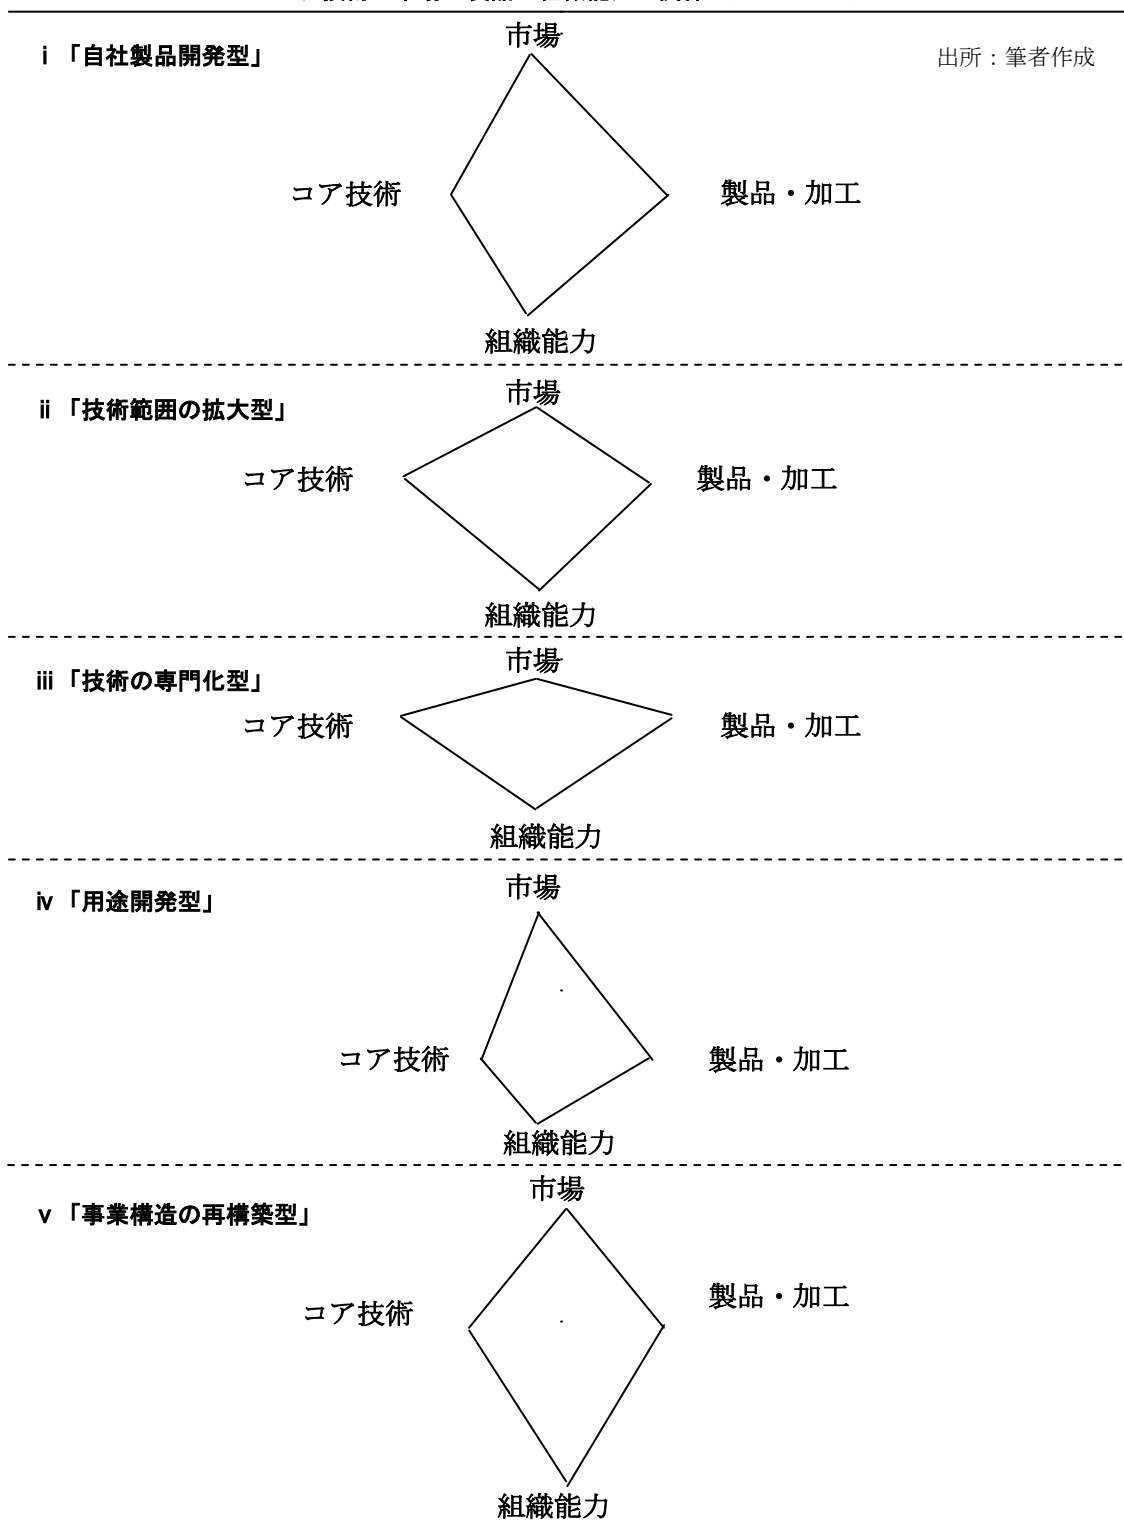 市場
ⅰ「自社製品開発型」
出所：筆者作成
コア技術
製品・加工
組織能力
市場
ⅱ「技術範囲の拡大型」
コア技術
製品・加工
組織能力
市場
ⅲ「技術の専門化型」
コア技術
製品・加工
組織能力
市場
ⅳ「用途開発型」
コア技術
製品・加工
組織能力
市場
ⅴ「事業構造の再構築型」
製品・加工
コア技術
組織能力